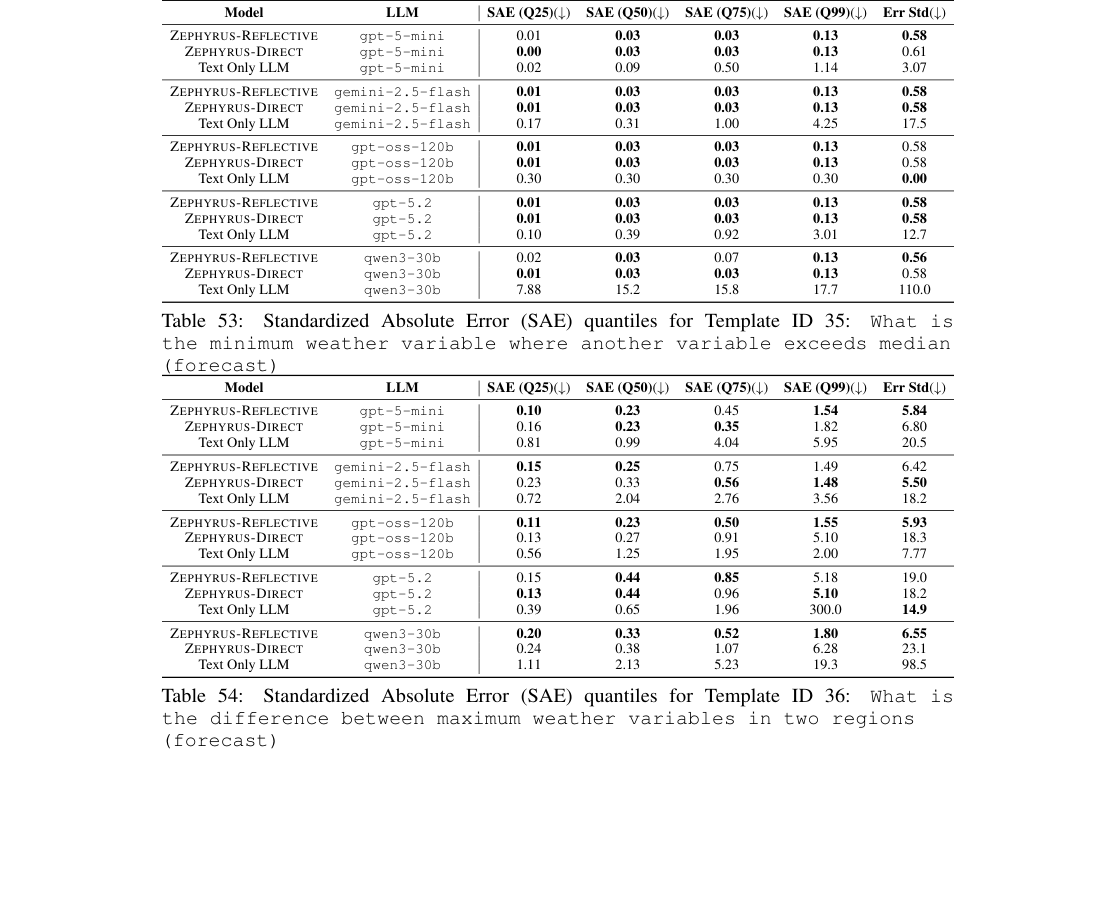 Model LLM SAE (Q25)(↓) SAE (Q50)(↓) SAE (Q75)(↓) SAE (Q99)(↓) Err Std(↓)
ZEPHYRUS-REFLECTIVE gpt-5-mini 0.01 0.03 0.03 0.13 0.58
ZEPHYRUS-DIRECT gpt-5-mini 0.00 0.03 0.03 0.13 0.61
Text Only LLM gpt-5-mini 0.02 0.09 0.50 1.14 3.07
ZEPHYRUS-REFLECTIVE gemini-2.5-flash 0.01 0.03 0.03 0.13 0.58
ZEPHYRUS-DIRECT gemini-2.5-flash 0.01 0.03 0.03 0.13 0.58
Text Only LLM gemini-2.5-flash 0.17 0.31 1.00 4.25 17.5
ZEPHYRUS-REFLECTIVE gpt-oss-120b 0.01 0.03 0.03 0.13 0.58
ZEPHYRUS-DIRECT gpt-oss-120b 0.01 0.03 0.03 0.13 0.58
Text Only LLM gpt-oss-120b 0.30 0.30 0.30 0.30 0.00
ZEPHYRUS-REFLECTIVE gpt-5.2 0.01 0.03 0.03 0.13 0.58
ZEPHYRUS-DIRECT gpt-5.2 0.01 0.03 0.03 0.13 0.58
Text Only LLM gpt-5.2 0.10 0.39 0.92 3.01 12.7
ZEPHYRUS-REFLECTIVE qwen3-30b 0.02 0.03 0.07 0.13 0.56
ZEPHYRUS-DIRECT qwen3-30b 0.01 0.03 0.03 0.13 0.58
Text Only LLM qwen3-30b 7.88 15.2 15.8 17.7 110.0
Table 53: Standardized Absolute Error (SAE) quantiles for Template ID 35: What is
the minimum weather variable where another variable exceeds median
(forecast)
Model LLM SAE (Q25)(↓) SAE (Q50)(↓) SAE (Q75)(↓) SAE (Q99)(↓) Err Std(↓)
ZEPHYRUS-REFLECTIVE gpt-5-mini 0.10 0.23 0.45 1.54 5.84
ZEPHYRUS-DIRECT gpt-5-mini 0.16 0.23 0.35 1.82 6.80
Text Only LLM gpt-5-mini 0.81 0.99 4.04 5.95 20.5
ZEPHYRUS-REFLECTIVE gemini-2.5-flash 0.15 0.25 0.75 1.49 6.42
ZEPHYRUS-DIRECT gemini-2.5-flash 0.23 0.33 0.56 1.48 5.50
Text Only LLM gemini-2.5-flash 0.72 2.04 2.76 3.56 18.2
ZEPHYRUS-REFLECTIVE gpt-oss-120b 0.11 0.23 0.50 1.55 5.93
ZEPHYRUS-DIRECT gpt-oss-120b 0.13 0.27 0.91 5.10 18.3
Text Only LLM gpt-oss-120b 0.56 1.25 1.95 2.00 7.77
ZEPHYRUS-REFLECTIVE gpt-5.2 0.15 0.44 0.85 5.18 19.0
ZEPHYRUS-DIRECT gpt-5.2 0.13 0.44 0.96 5.10 18.2
Text Only LLM gpt-5.2 0.39 0.65 1.96 300.0 14.9
ZEPHYRUS-REFLECTIVE qwen3-30b 0.20 0.33 0.52 1.80 6.55
ZEPHYRUS-DIRECT qwen3-30b 0.24 0.38 1.07 6.28 23.1
Text Only LLM qwen3-30b 1.11 2.13 5.23 19.3 98.5
Table 54: Standardized Absolute Error (SAE) quantiles for Template ID 36: What is
the difference between maximum weather variables in two regions
(forecast)